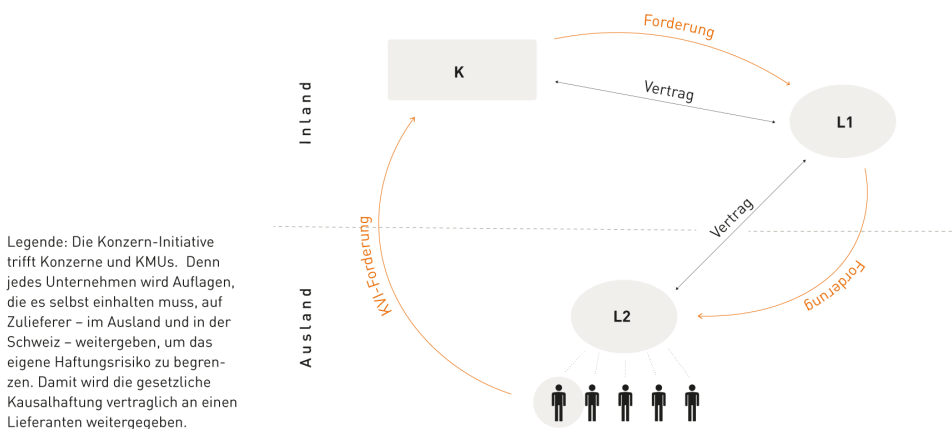 Forderung
K
Vertrag
L1
Inland
Vertrag
KVI-Forderung
Forderung
Ausland
L2
Legende: Die Konzern-Initiative
trifft Konzerne und KMUs. Denn
jedes Unternehmen wird Auflagen,
die es selbst einhalten muss, auf
Zulieferer – im Ausland und in der
Schweiz – weitergeben, um das
eigene Haftungsrisiko zu begren-
zen. Damit wird die gesetzliche
Kausalhaftung vertraglich an einen
Lieferanten weitergegeben.